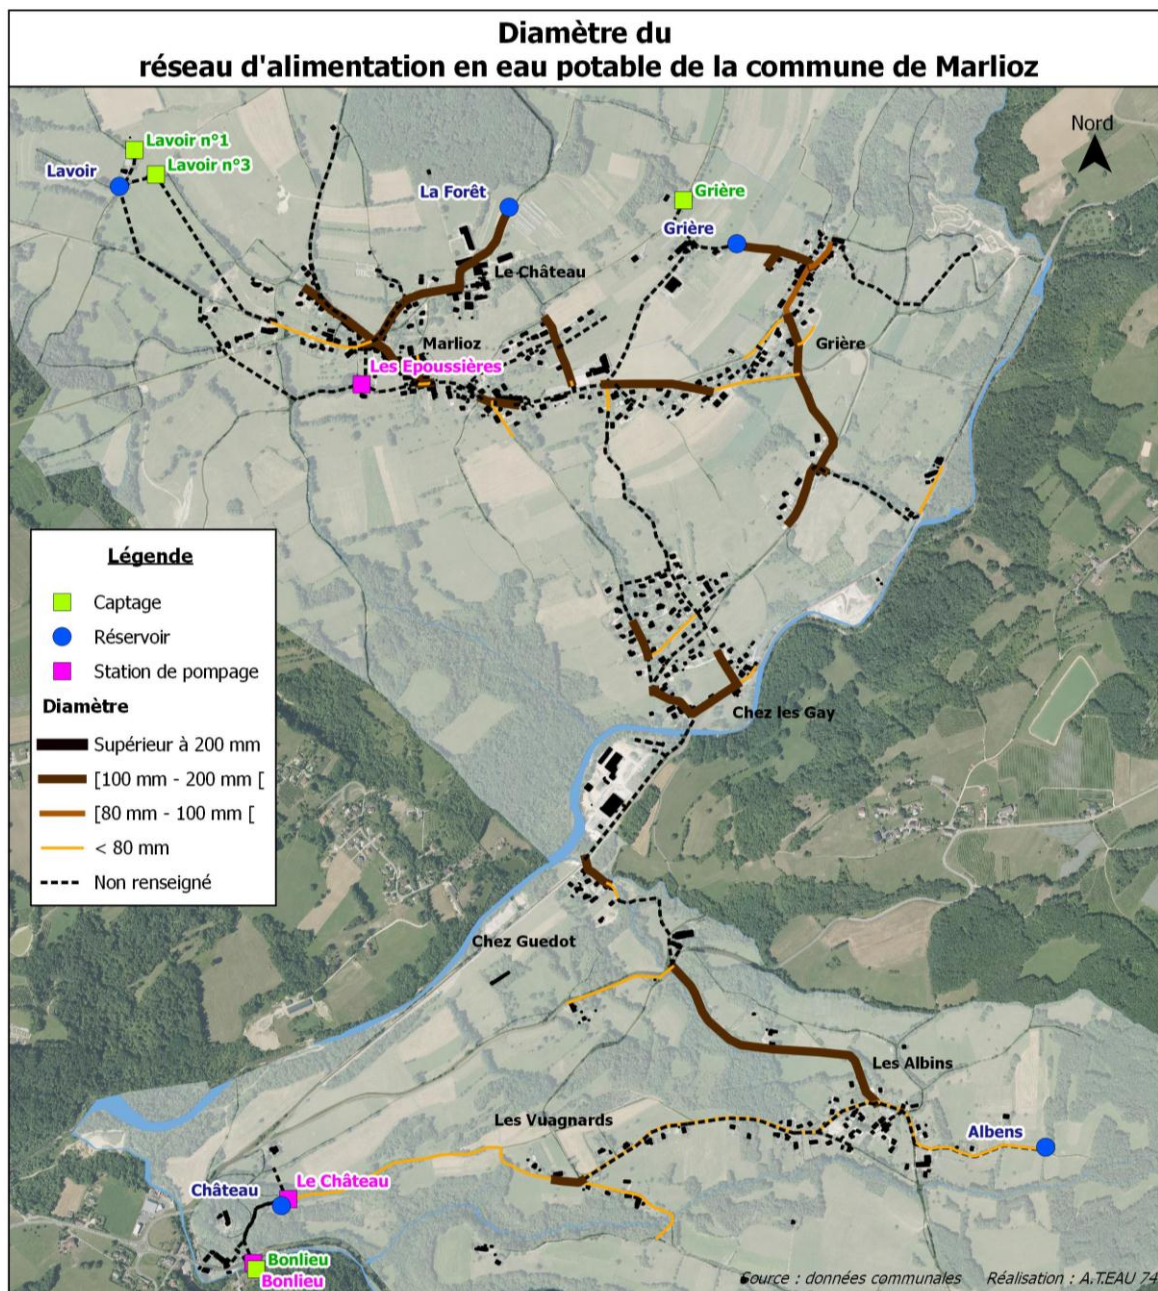 Diamètre du
réseau d'alimentation en eau potable de la commune de Marlioz
Nord
Lavoir n°1
Lavoir n°3
Lavoir
La Forêt
Grière
Grière
Le Château
Marlioz
Grière
Les Epoussières
Légende
Captage
Réservoir
Station de pompage
Diamètre
Supérieur à 200 mm
[100 mm - 200 mm [
[80 mm - 100 mm [
< 80 mm
Non renseigné
Chez les Gay
Chez Guedot
Les Albins
Les Vuagnards
Albens
Le Château
Château
Bonlieu
Bonlieu
Source : données communales Réalisation : A.T.EAU 74